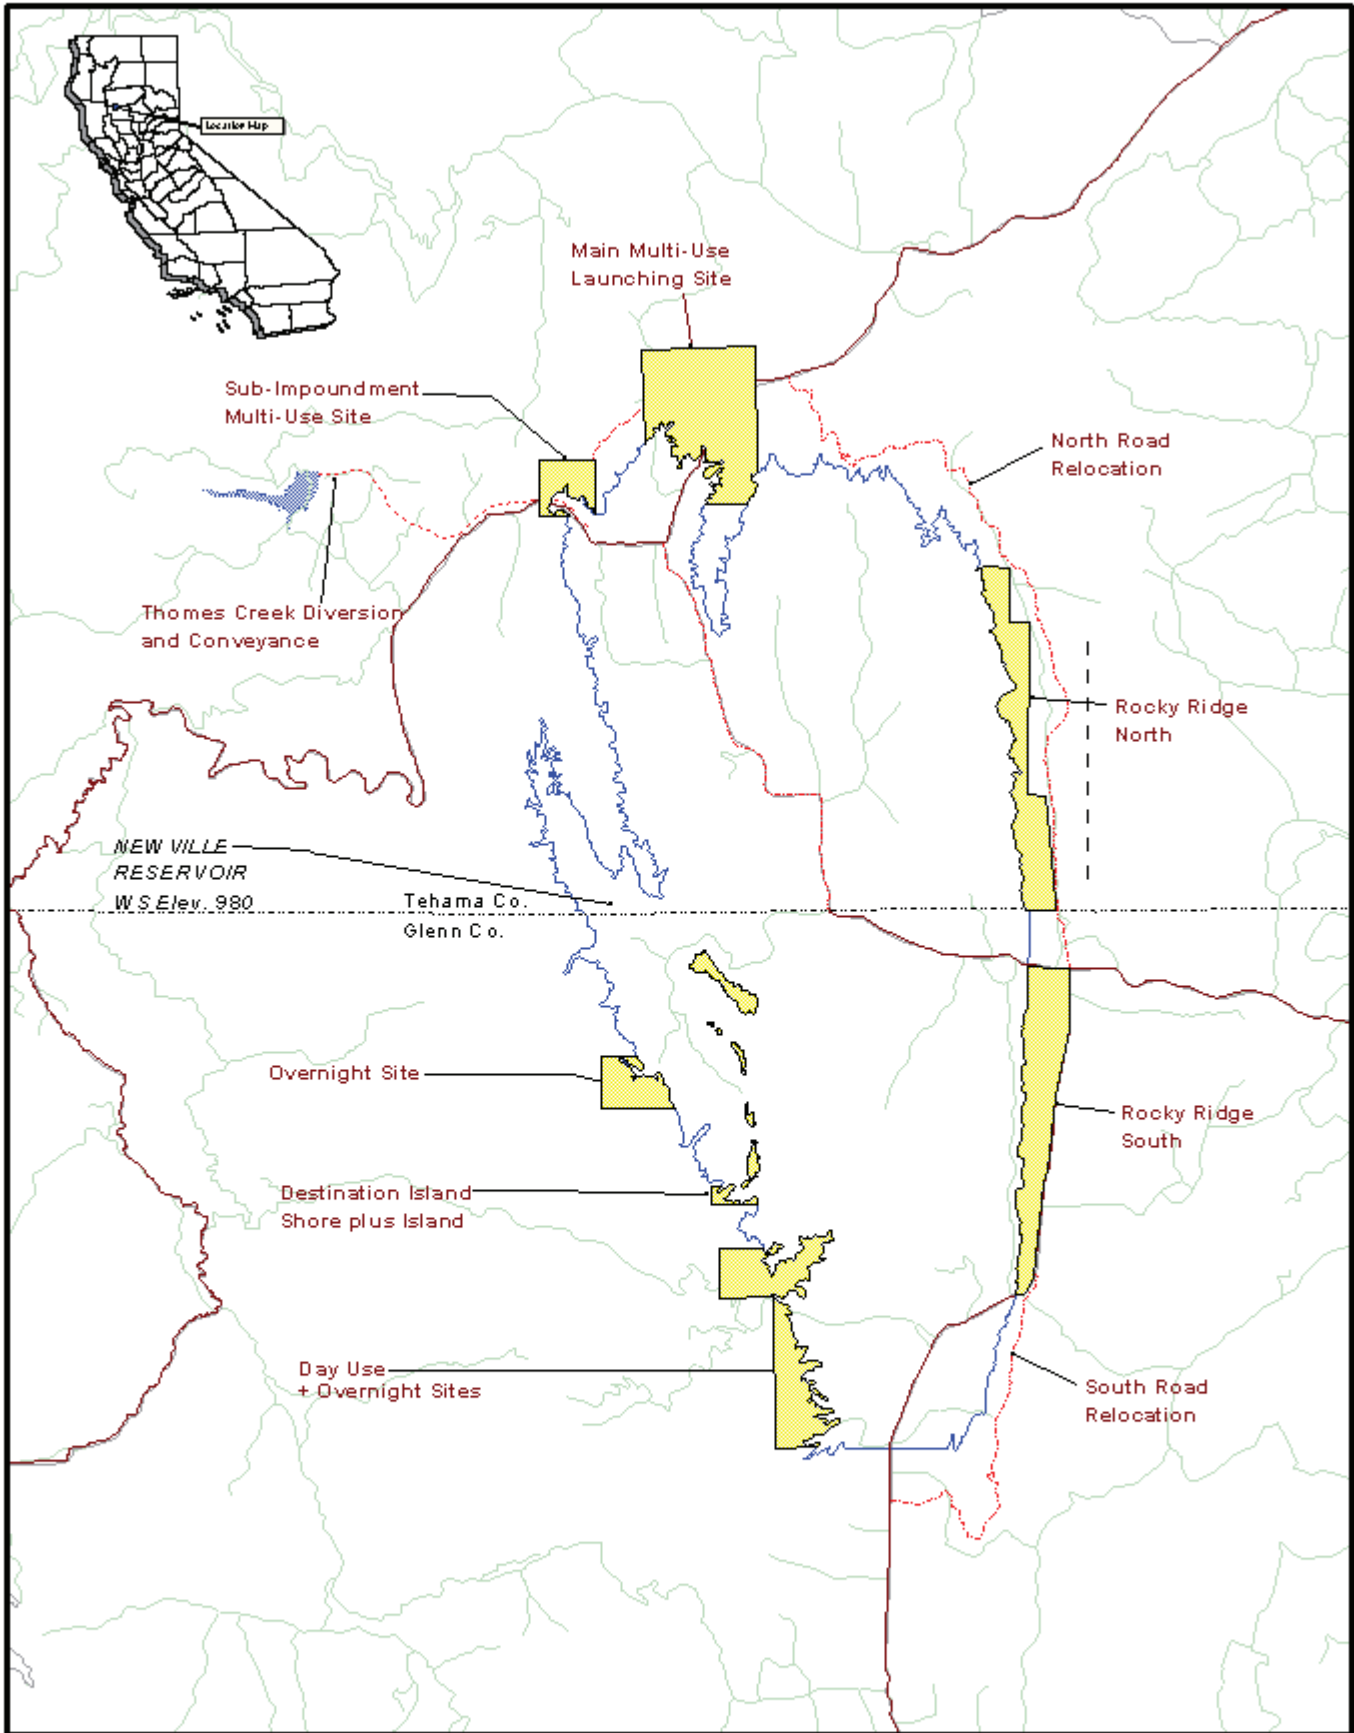 Location Map
Main Multi-Use
Launching Site
Sub-Impoundment
Multi-Use Site
North Road
Relocation
Thomes Creek Diversion
and Conveyance
Rocky Ridge
North
NEW VILLE
RESERVOIR
W S Elev. 980
Tehama Co.
Glenn Co.
Overnight Site
Rocky Ridge
South
Destination Island
Shore plus Island
Day Use
+ Overnight Sites
South Road
Relocation